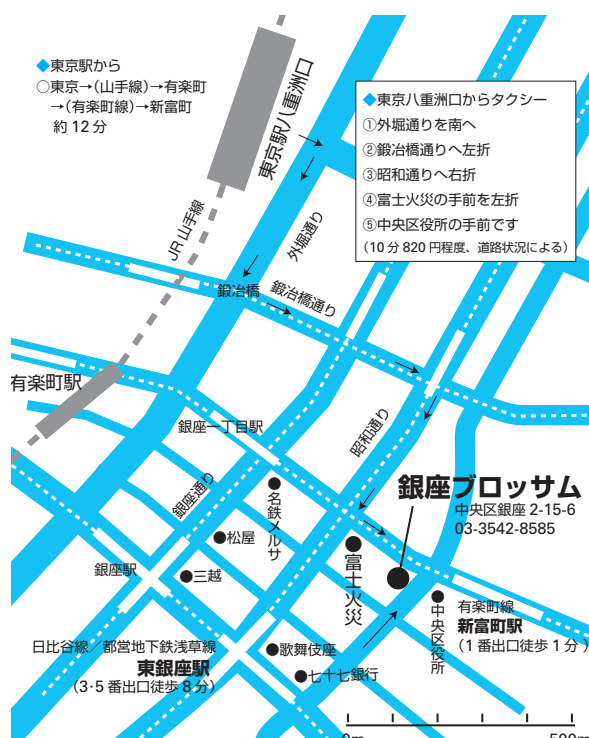 ◆東京駅から
○東京→(山手線)→有楽町
→(有楽町線)→新富町
約12分
東京駅八重洲口
◆東京八重洲口からタクシー
①外堀通りを南へ
②鍛冶橋通りへ左折
③昭和通りへ右折
④富士火災の手前を左折
⑤中央区役所の手前です
(10分820円程度、道路状況による)
JR山手線
外堀通り
鍛冶橋
鍛冶橋通り
有楽町駅
銀座一丁目駅
昭和通り
銀座通り
名鉄メルサ
松屋
銀座ブロッサム
中央区銀座2-15-6
03-3542-8585
富士火災
銀座駅
三越
中央区役所
有楽町線
新富町駅
(1番出口徒歩1分)
日比谷線/都営地下鉄浅草線
東銀座駅
(3･5番出口徒歩8分)
歌舞伎座
七十七銀行
0m
500m